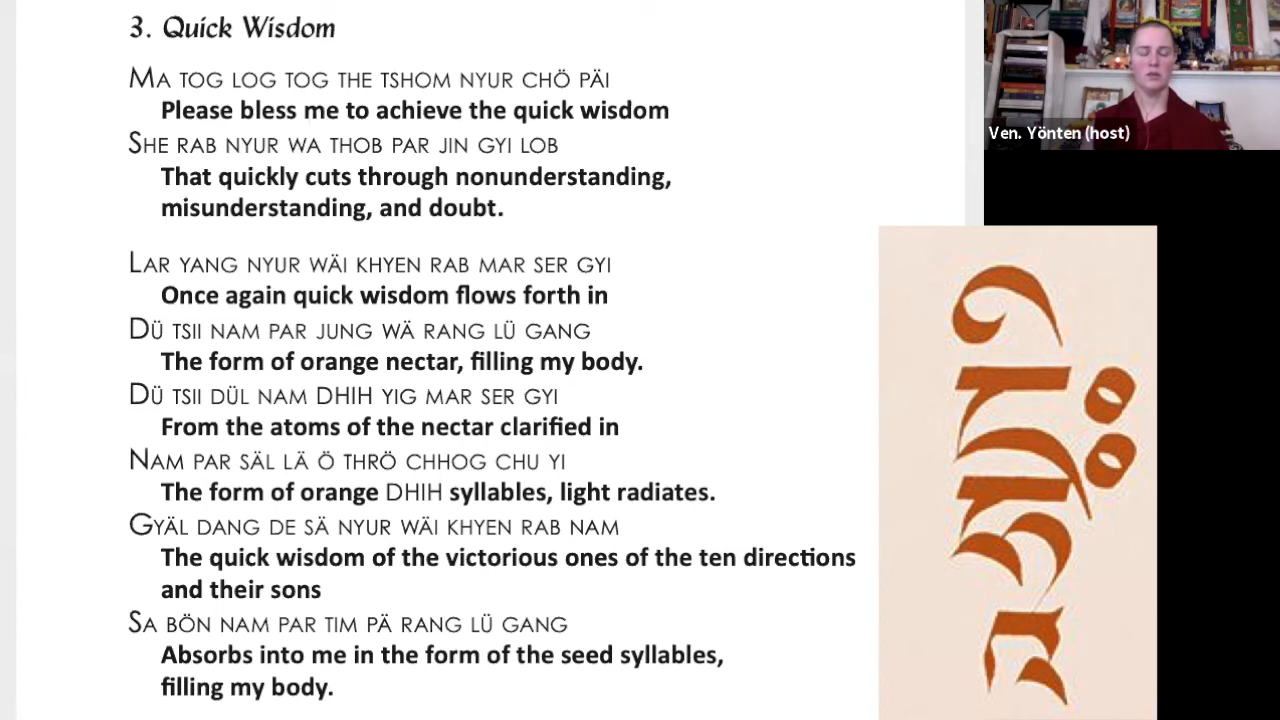 3. Quick Wisdom
MA TOG LOG TOG THE TSHOM NYUR CHÖ PÄI
Please bless me to achieve the quick wisdom
SHE RAB NYUR WA THOB PAR JIN GYI LOB
That quickly cuts through nonunderstanding,
misunderstanding, and doubt.
LAR YANG NYUR WÄI KHYEN RAB MAR SER GYI
Once again quick wisdom flows forth in
DÜ TSII NAM PAR JUNG WÄ RANG LÜ GANG
The form of orange nectar, filling my body.
DÜ TSII DÜL NAM DHIH YIG MAR SER GYI
From the atoms of the nectar clarified in
NAM PAR SÄL LÄ Ö THRÖ CHHOG CHU YI
The form of orange DHIH syllables, light radiates.
GYÄL DANG DE SÄ NYUR WÄI KHYEN RAB NAM
The quick wisdom of the victorious ones of the ten directions
and their sons
SA BÖN NAM PAR TIM PÄ RANG LÜ GANG
Absorbs into me in the form of the seed syllables,
filling my body.
Ven. Yönten (host)
དྷཱིཿ